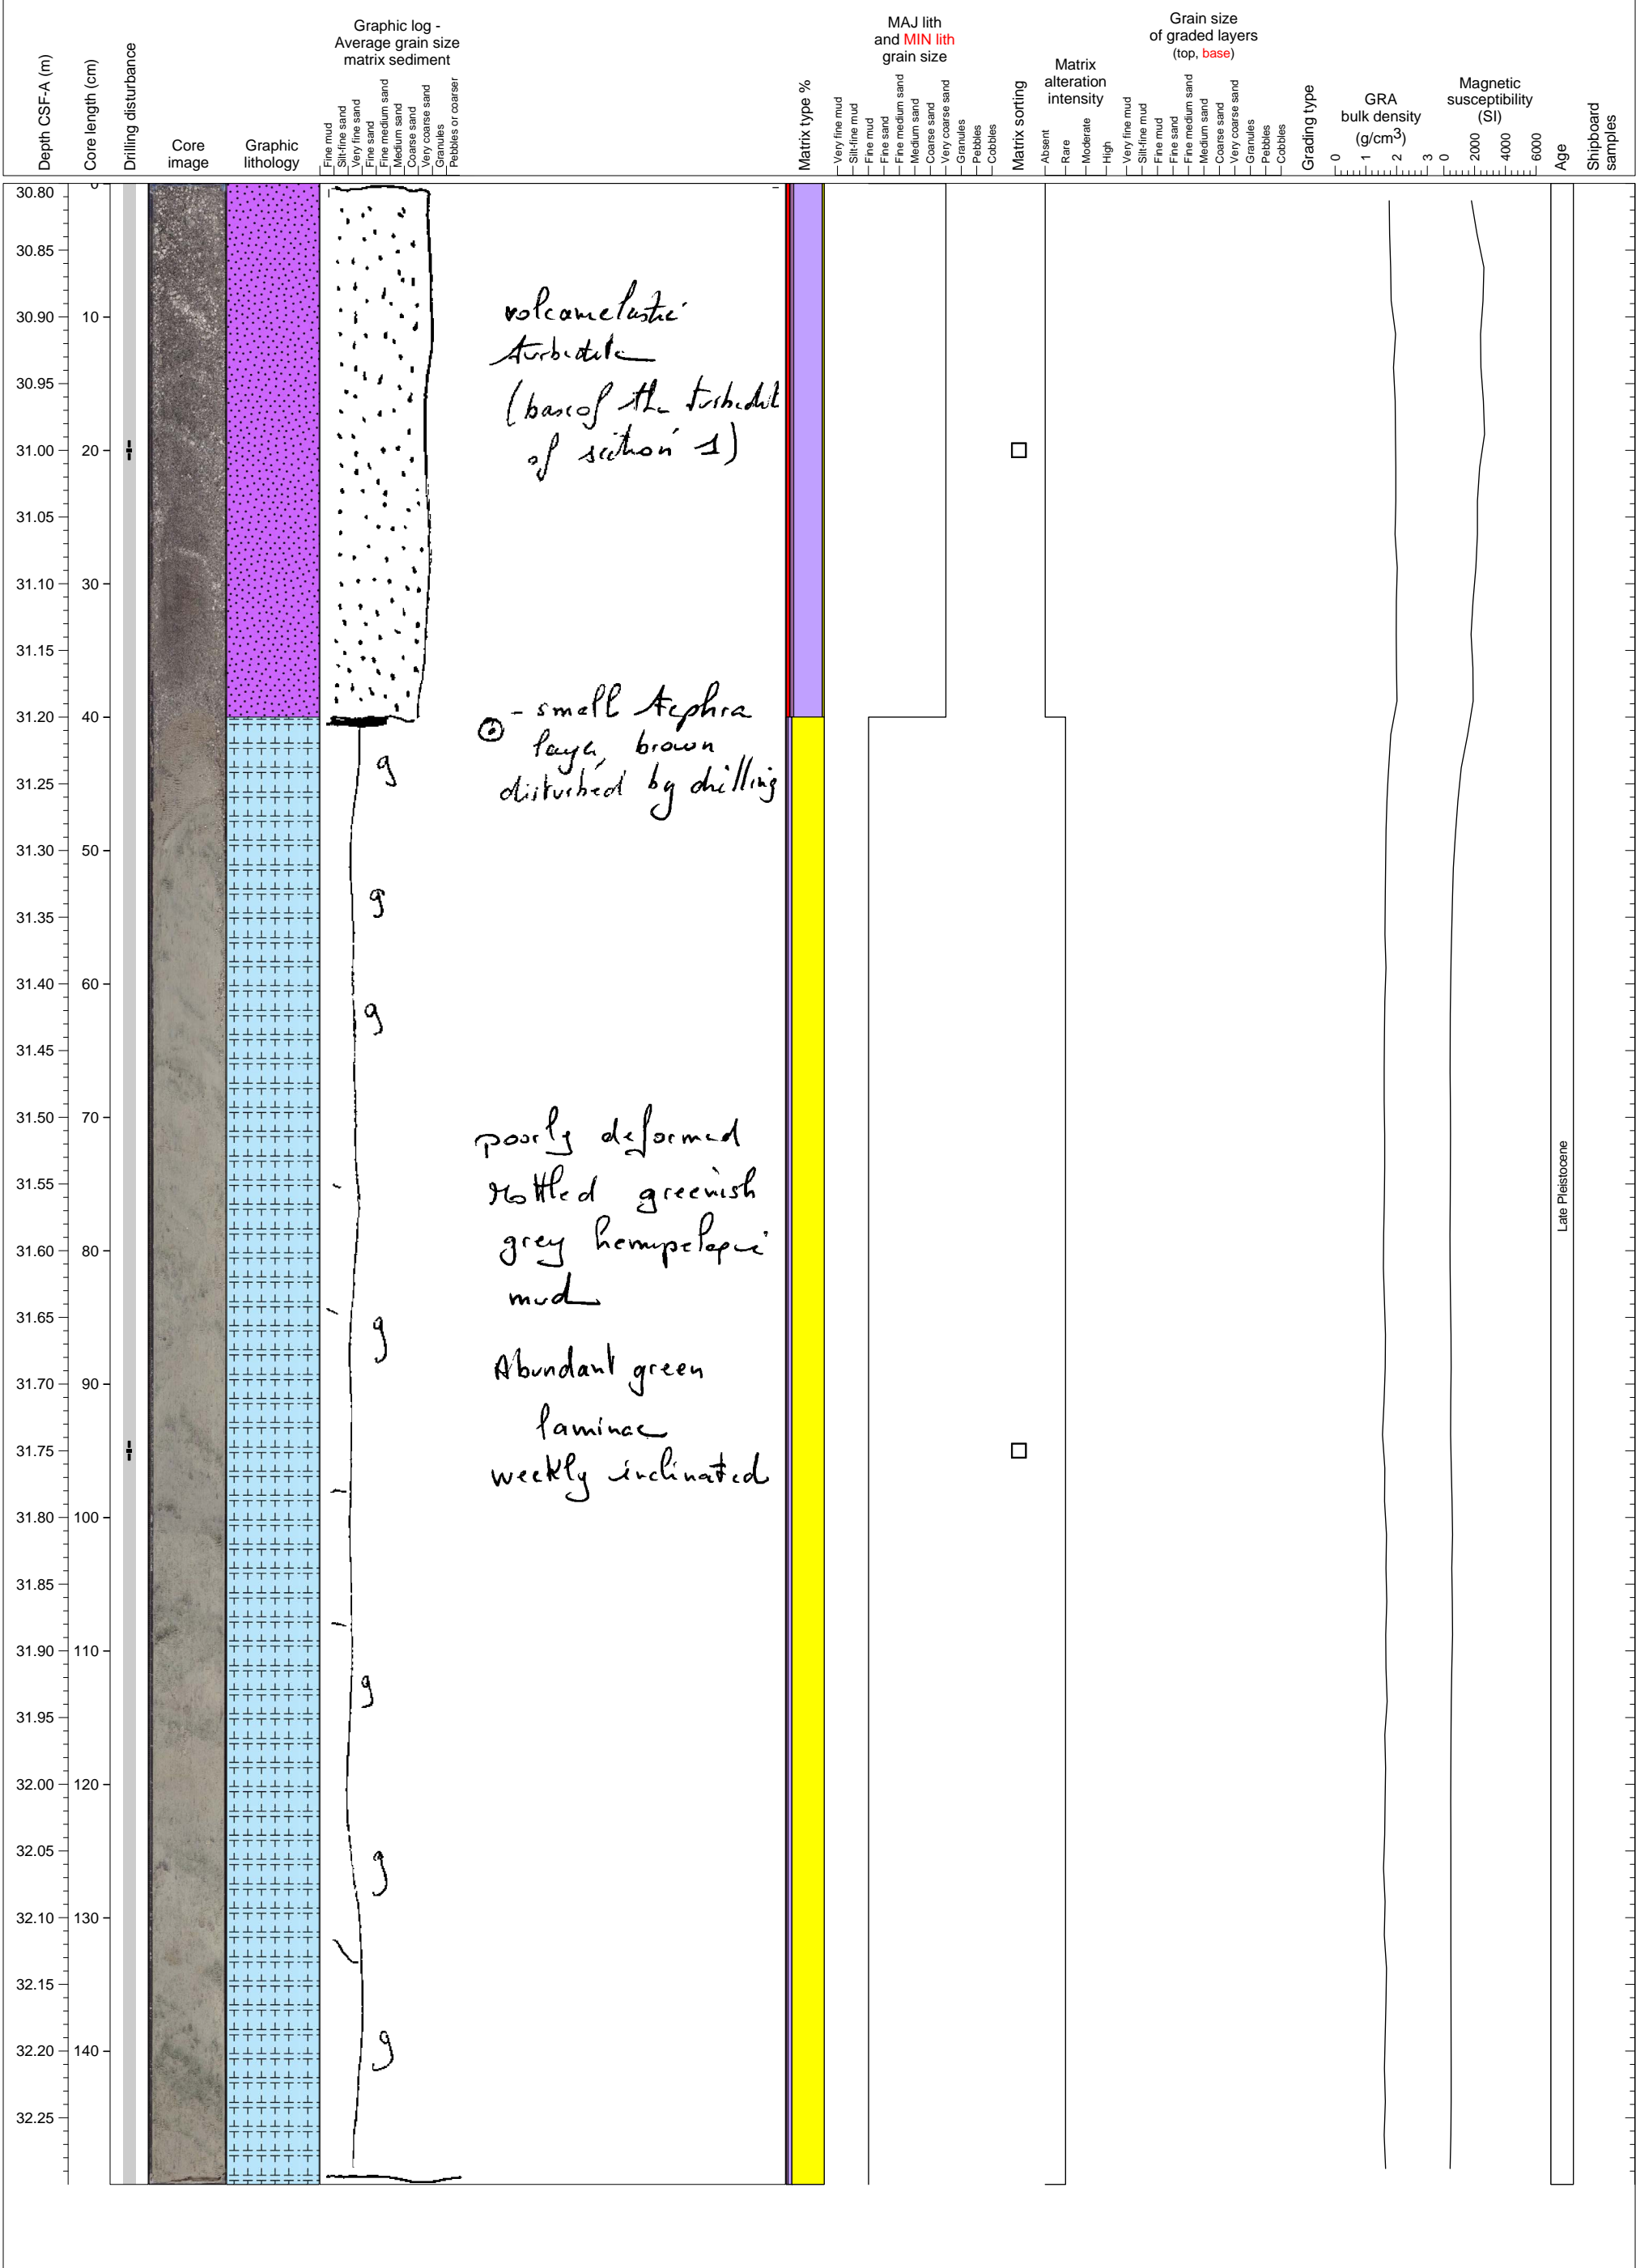 Depth CSF-A (m)
Core length (cm)
Drilling disturbance
Core
image
Graphic
lithology
Graphic log -
Average grain size
matrix sediment
Fine mud
Silt-fine sand
Very fine sand
Fine sand
Fine medium sand
Medium sand
Coarse sand
Very coarse sand
Granules
Pebbles or coarser
Matrix type %
MAJ lith
and MIN lith
grain size
Very fine mud
Silt-fine mud
Fine mud
Fine sand
Fine medium sand
Medium sand
Coarse sand
Very coarse sand
Granules
Pebbles
Cobbles
Matrix sorting
Matrix
alteration
intensity
Absent
Rare
Moderate
High
Grain size
of graded layers
(top, base)
Very fine mud
Silt-fine mud
Fine mud
Fine sand
Fine medium sand
Medium sand
Coarse sand
Very coarse sand
Granules
Pebbles
Cobbles
Grading type
GRA
bulk density
(g/cm3)
0 1 2 3
Magnetic
susceptibility
(SI)
0 2000 4000 6000
Age
Shipboard
samples
30.80 0
30.85
30.90 10
30.95
31.00 20
31.05
31.10 30
31.15
31.20 40
31.25
31.30 50
31.35
31.40 60
31.45
31.50 70
31.55
31.60 80
31.65
31.70 90
31.75
31.80 100
31.85
31.90 110
31.95
32.00 120
32.05
32.10 130
32.15
32.20 140
32.25
volcanclastic
turbidite
(base of the turbidit
of section 1)
- small tephra
layer, brown
disturbed by drilling
g
g
g
poorly deformed
mottled greenish
grey hemipelagic
mud
g
Abundant green
laminae
weekly inclinated
g
g
g
Late Pleistocene